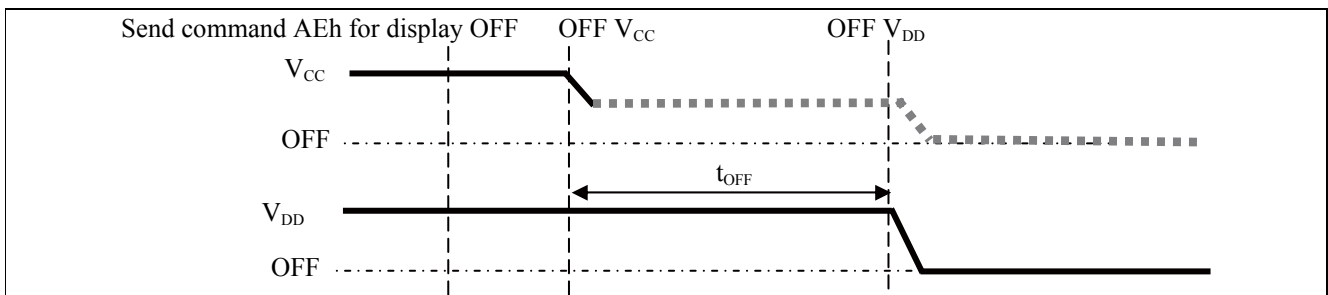 Send command AEh for display OFF OFF VCC OFF VDD
VCC
OFF
tOFF
VDD
OFF